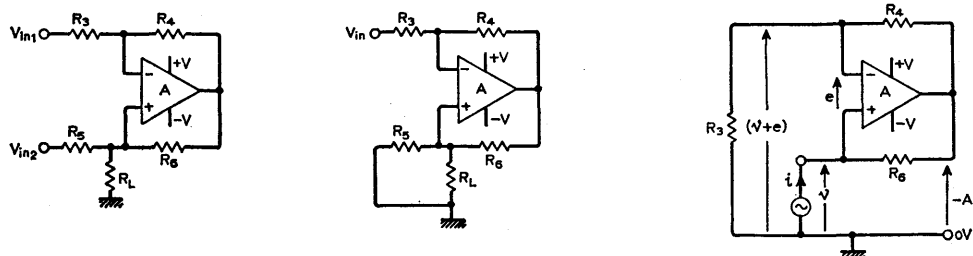 R3 R4
+V
Vin1
-
A
+
-V
R5 R6
Vin2
RL
R3 R4
+V
Vin
-
A
+
-V
R5 R6
RL
R4
+V
-
A
e
+
-V
R3 (v+e)
R6
i v
-A
0V